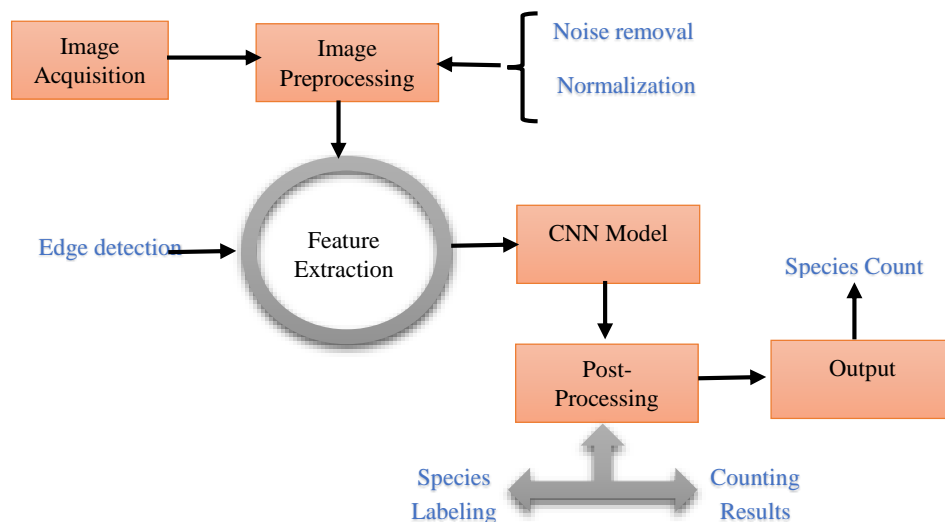 Image
Acquisition
Image
Preprocessing
Noise removal
Normalization
Edge detection
Feature
Extraction
CNN Model
Species Count
Post-
Processing
Output
Species
Labeling
Counting
Results